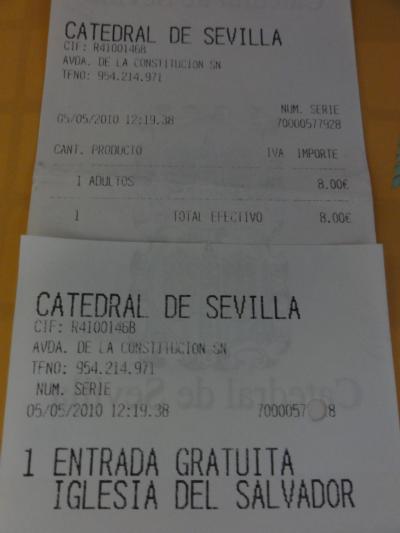 CATEDRAL DE SEVILLA
CIF: R4100146B
AVDA. DE LA CONSTITUCION SN
TFNO: 954.214.971
NUM. SERIE
05/05/2010 12:19.38 70000577928
CANT. PRODUCTO IVA IMPORTE
1 ADULTOS 8.00€
1 TOTAL EFECTIVO 8.00€
CATEDRAL DE SEVILLA
CIF: R4100146B
AVDA. DE LA CONSTITUCION SN
TFNO: 954.214.971
NUM. SERIE
05/05/2010 12:19.38
1 ENTRADA GRATUITA
IGLESIA DEL SALVADOR